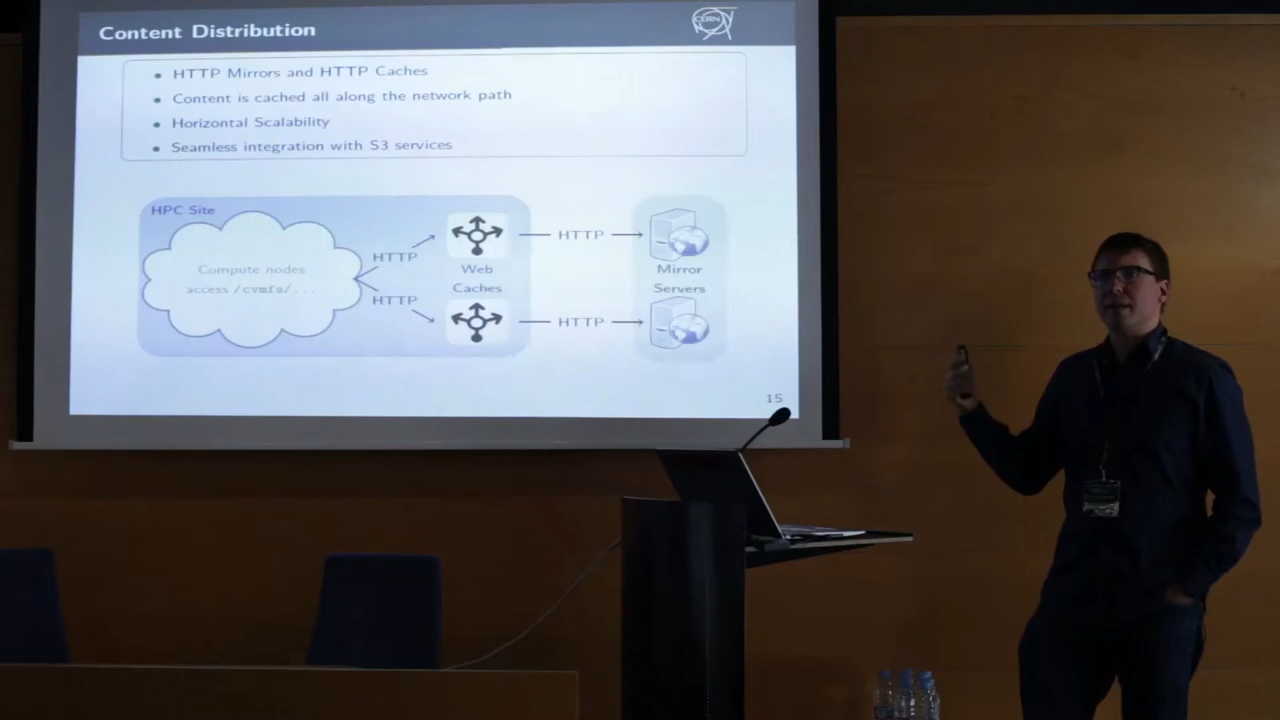 Content Distribution
CERN
HTTP Mirrors and HTTP Caches
Content is cached all along the network path
Horizontal Scalability
Seamless integration with S3 services
HPC Site
Compute nodes
access /cvmfs/...
HTTP
HTTP
Web
Caches
HTTP
HTTP
Mirror
Servers
15